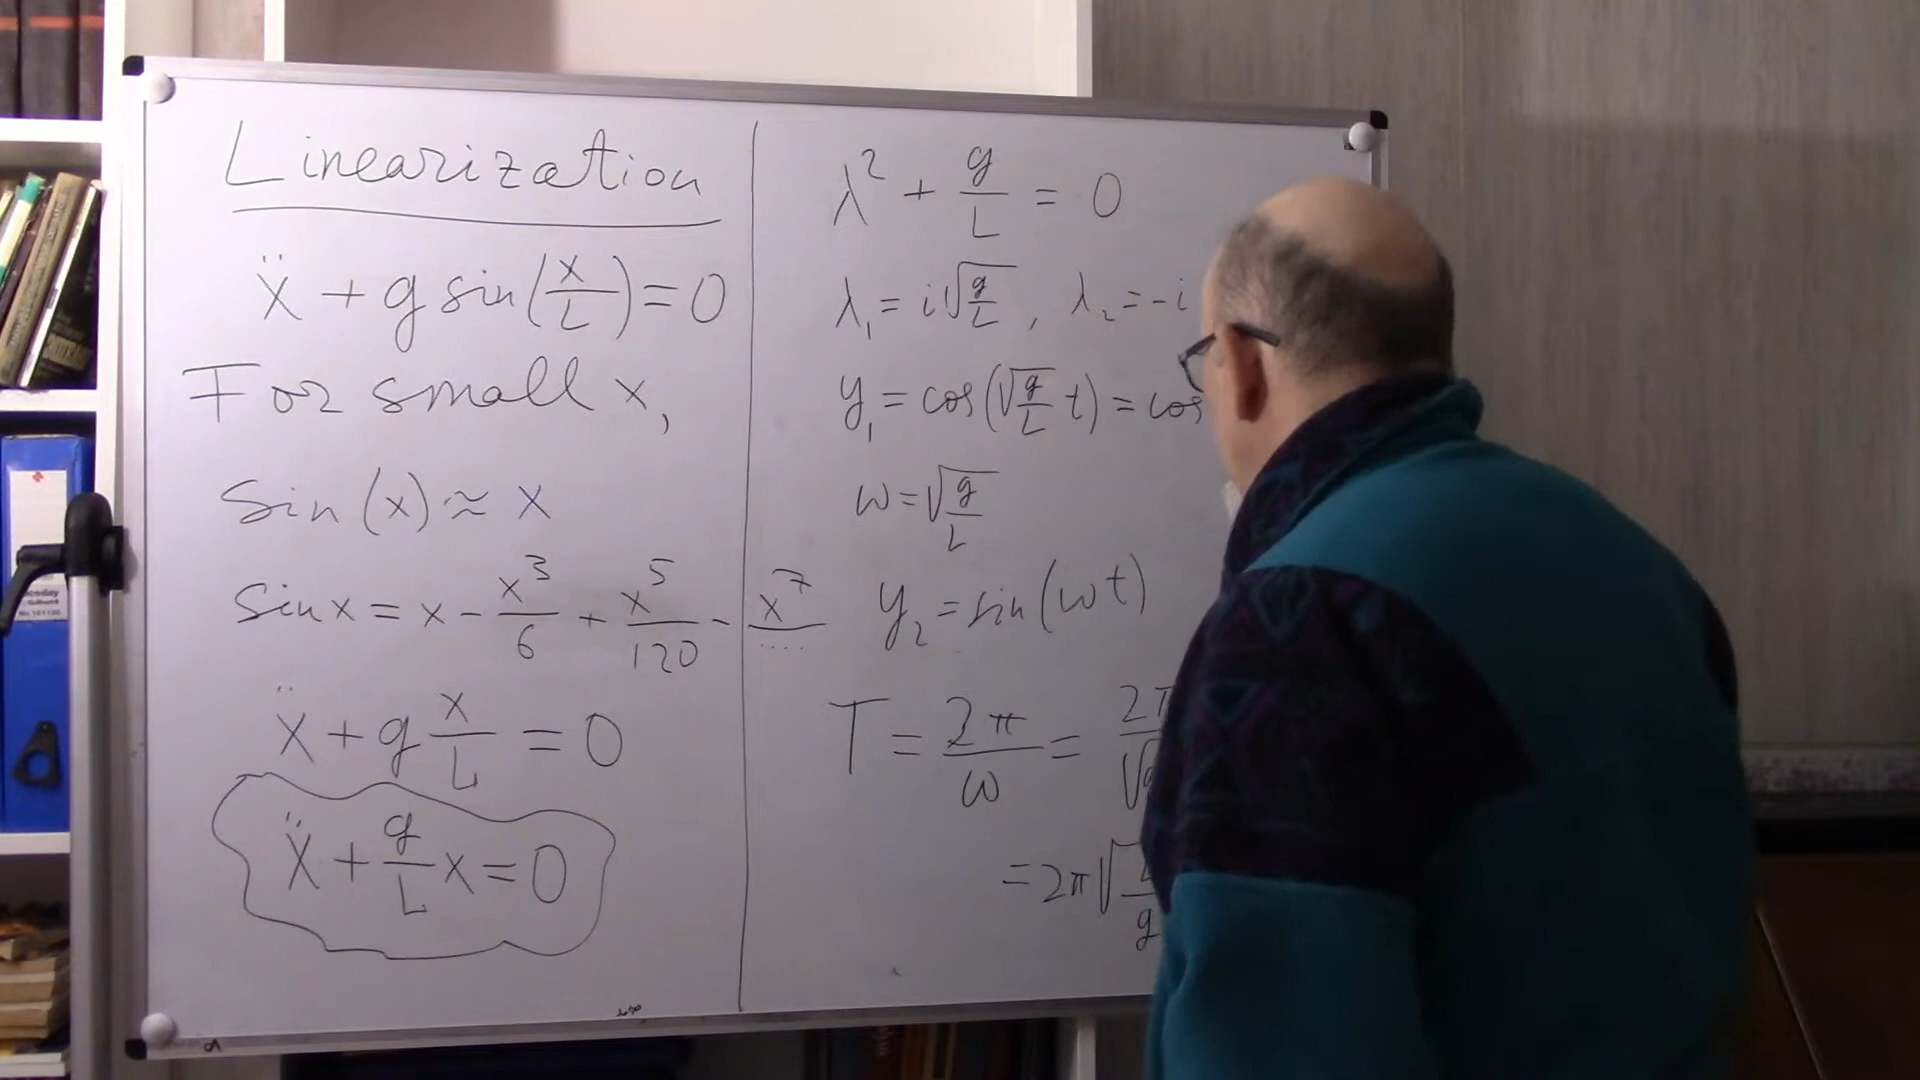 Linearization
ẍ + g sin(x/L) = 0
For small x,
Sin(x) ≈ x
Sin x = x - x³/6 + x⁵/120 - x⁷/....
ẍ + g x/L = 0
ẍ + g/L x = 0
λ² + g/L = 0
λ₁ = i√(g/L), λ₂ = -i
y₁ = cos(√(g/L) t) = cos
ω = √(g/L)
y₂ = sin(ωt)
T = 2π/ω = 2π
= 2π√(L/g)